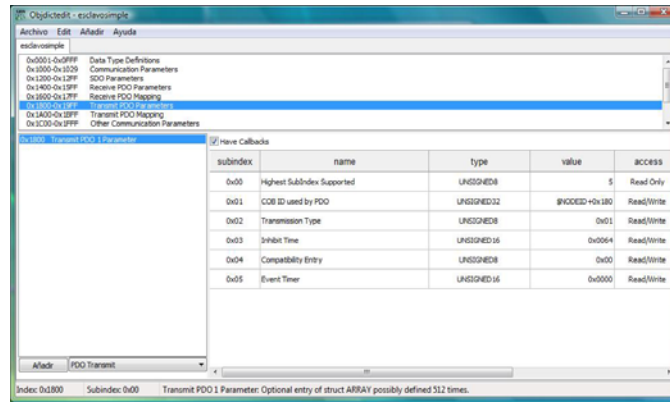 Objdictedit - esclavosimple
Archivo Edit Añadir Ayuda
esclavosimple
0x0001-0x0FFF Data Type Definitions
0x1000-0x1029 Communication Parameters
0x1200-0x12FF SDO Parameters
0x1400-0x15FF Receive PDO Parameters
0x1600-0x17FF Receive PDO Mapping
0x1800-0x19FF Transmit PDO Parameters
0x1A00-0x1BFF Transmit PDO Mapping
0x1C00-0x1FFF Other Communication Parameters
0x1800 Transmit PDO 1 Parameter
Have Callbacks
subindex name type value access
0x00 Highest SubIndex Supported UNSIGNED8 5 Read Only
0x01 COB ID used by PDO UNSIGNED32 $NODEID+0x180 Read/Write
0x02 Transmission Type UNSIGNED8 0x01 Read/Write
0x03 Inhibit Time UNSIGNED16 0x0064 Read/Write
0x04 Compatibility Entry UNSIGNED8 0x00 Read/Write
0x05 Event Timer UNSIGNED16 0x0000 Read/Write
Añadir PDO Transmit
Index: 0x1800 Subindex: 0x00 Transmit PDO 1 Parameter: Optional entry of struct ARRAY possibly defined 512 times.